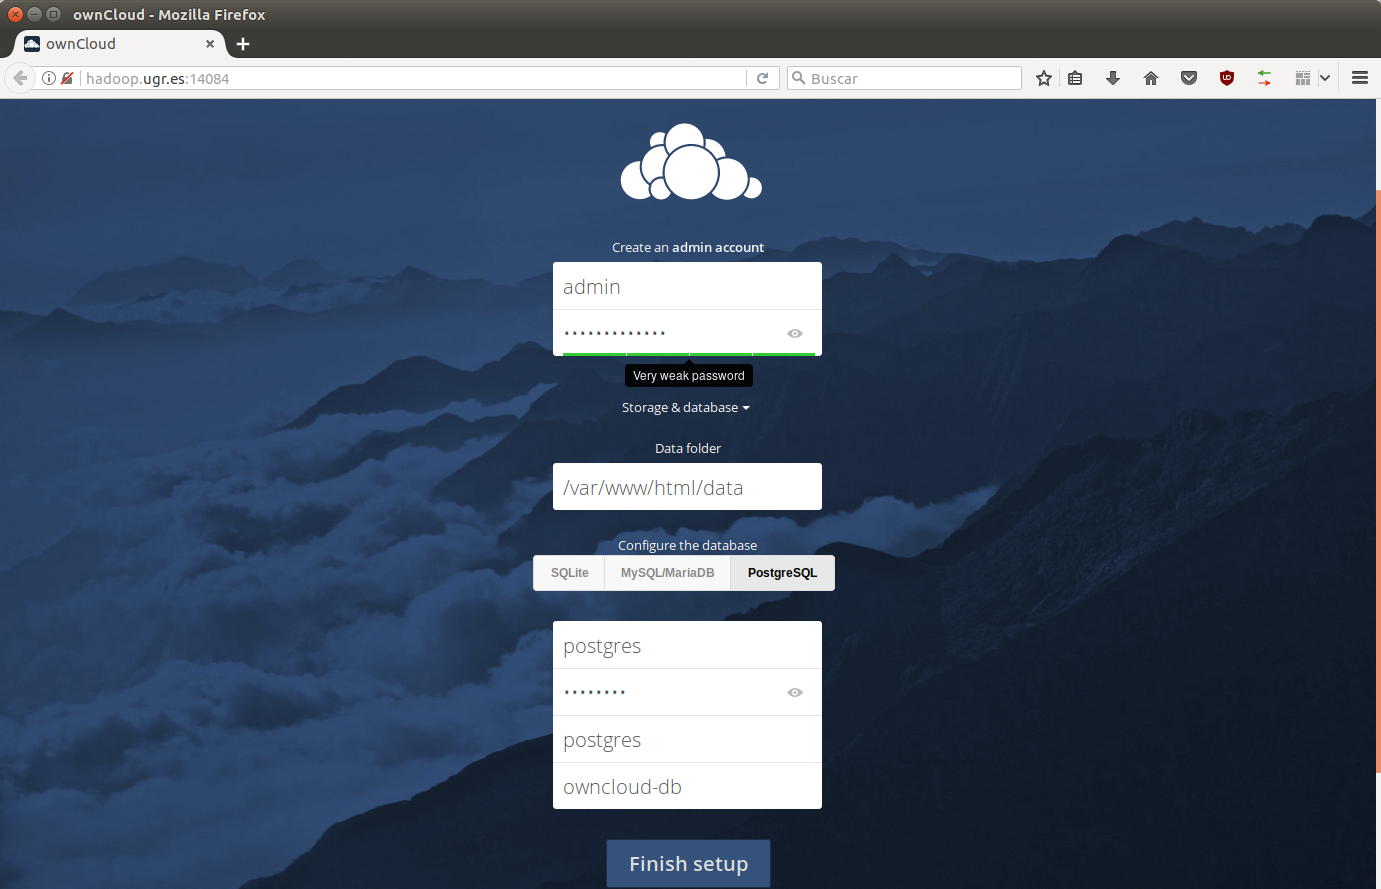 ownCloud - Mozilla Firefox
ownCloud
hadoop.ugr.es:14084
Buscar
Create an admin account
admin
•••••••••••••
Very weak password
Storage & database
Data folder
/var/www/html/data
Configure the database
SQLite MySQL/MariaDB PostgreSQL
postgres
••••••••
postgres
owncloud-db
Finish setup